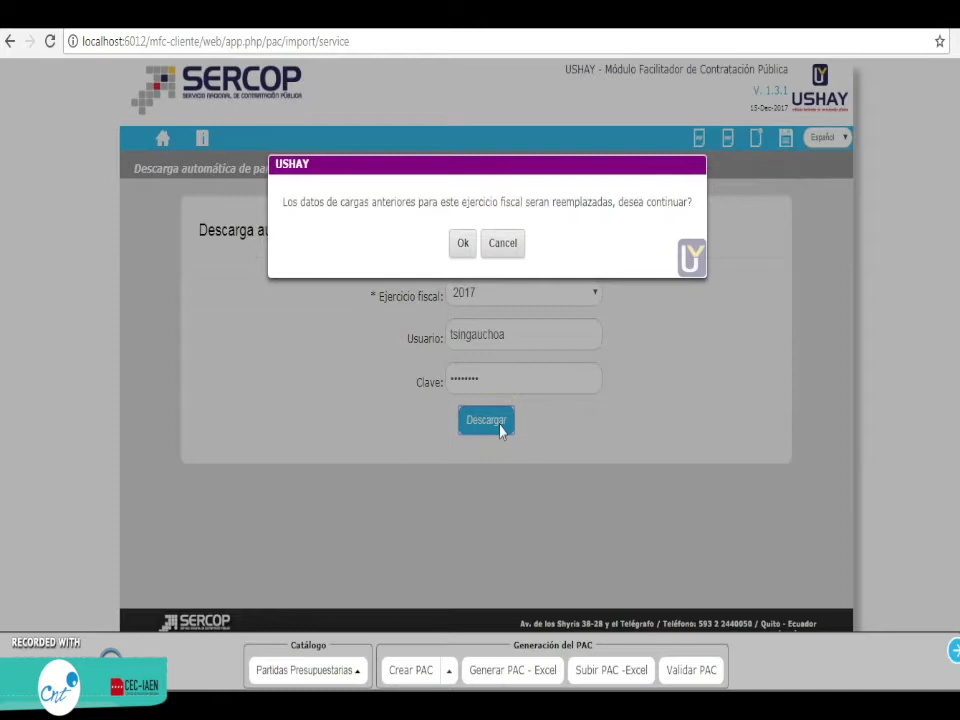 localhost:6012/mfc-cliente/web/app.php/pac/import/service
SERCOP
SERVICIO NACIONAL DE CONTRATACIÓN PÚBLICA
USHAY - Módulo Facilitador de Contratación Pública
V. 1.3.1
15-Dec-2017
USHAY
Español
Descarga automática de pa
USHAY
Los datos de cargas anteriores para este ejercicio fiscal seran reemplazadas, desea continuar?
Ok Cancel
Descarga au
* Ejercicio fiscal: 2017
Usuario: tsingauchoa
Clave: ••••••••
Descargar
SERCOP
Av. de los Shyris 38-28 y el Telégrafo / Teléfono: 593 2 2440050 / Quito - Ecuador
RECORDED WITH
Catálogo
Generación del PAC
Partidas Presupuestarias
Crear PAC
Generar PAC - Excel
Subir PAC -Excel
Validar PAC
Cnt
CEC-IAEN